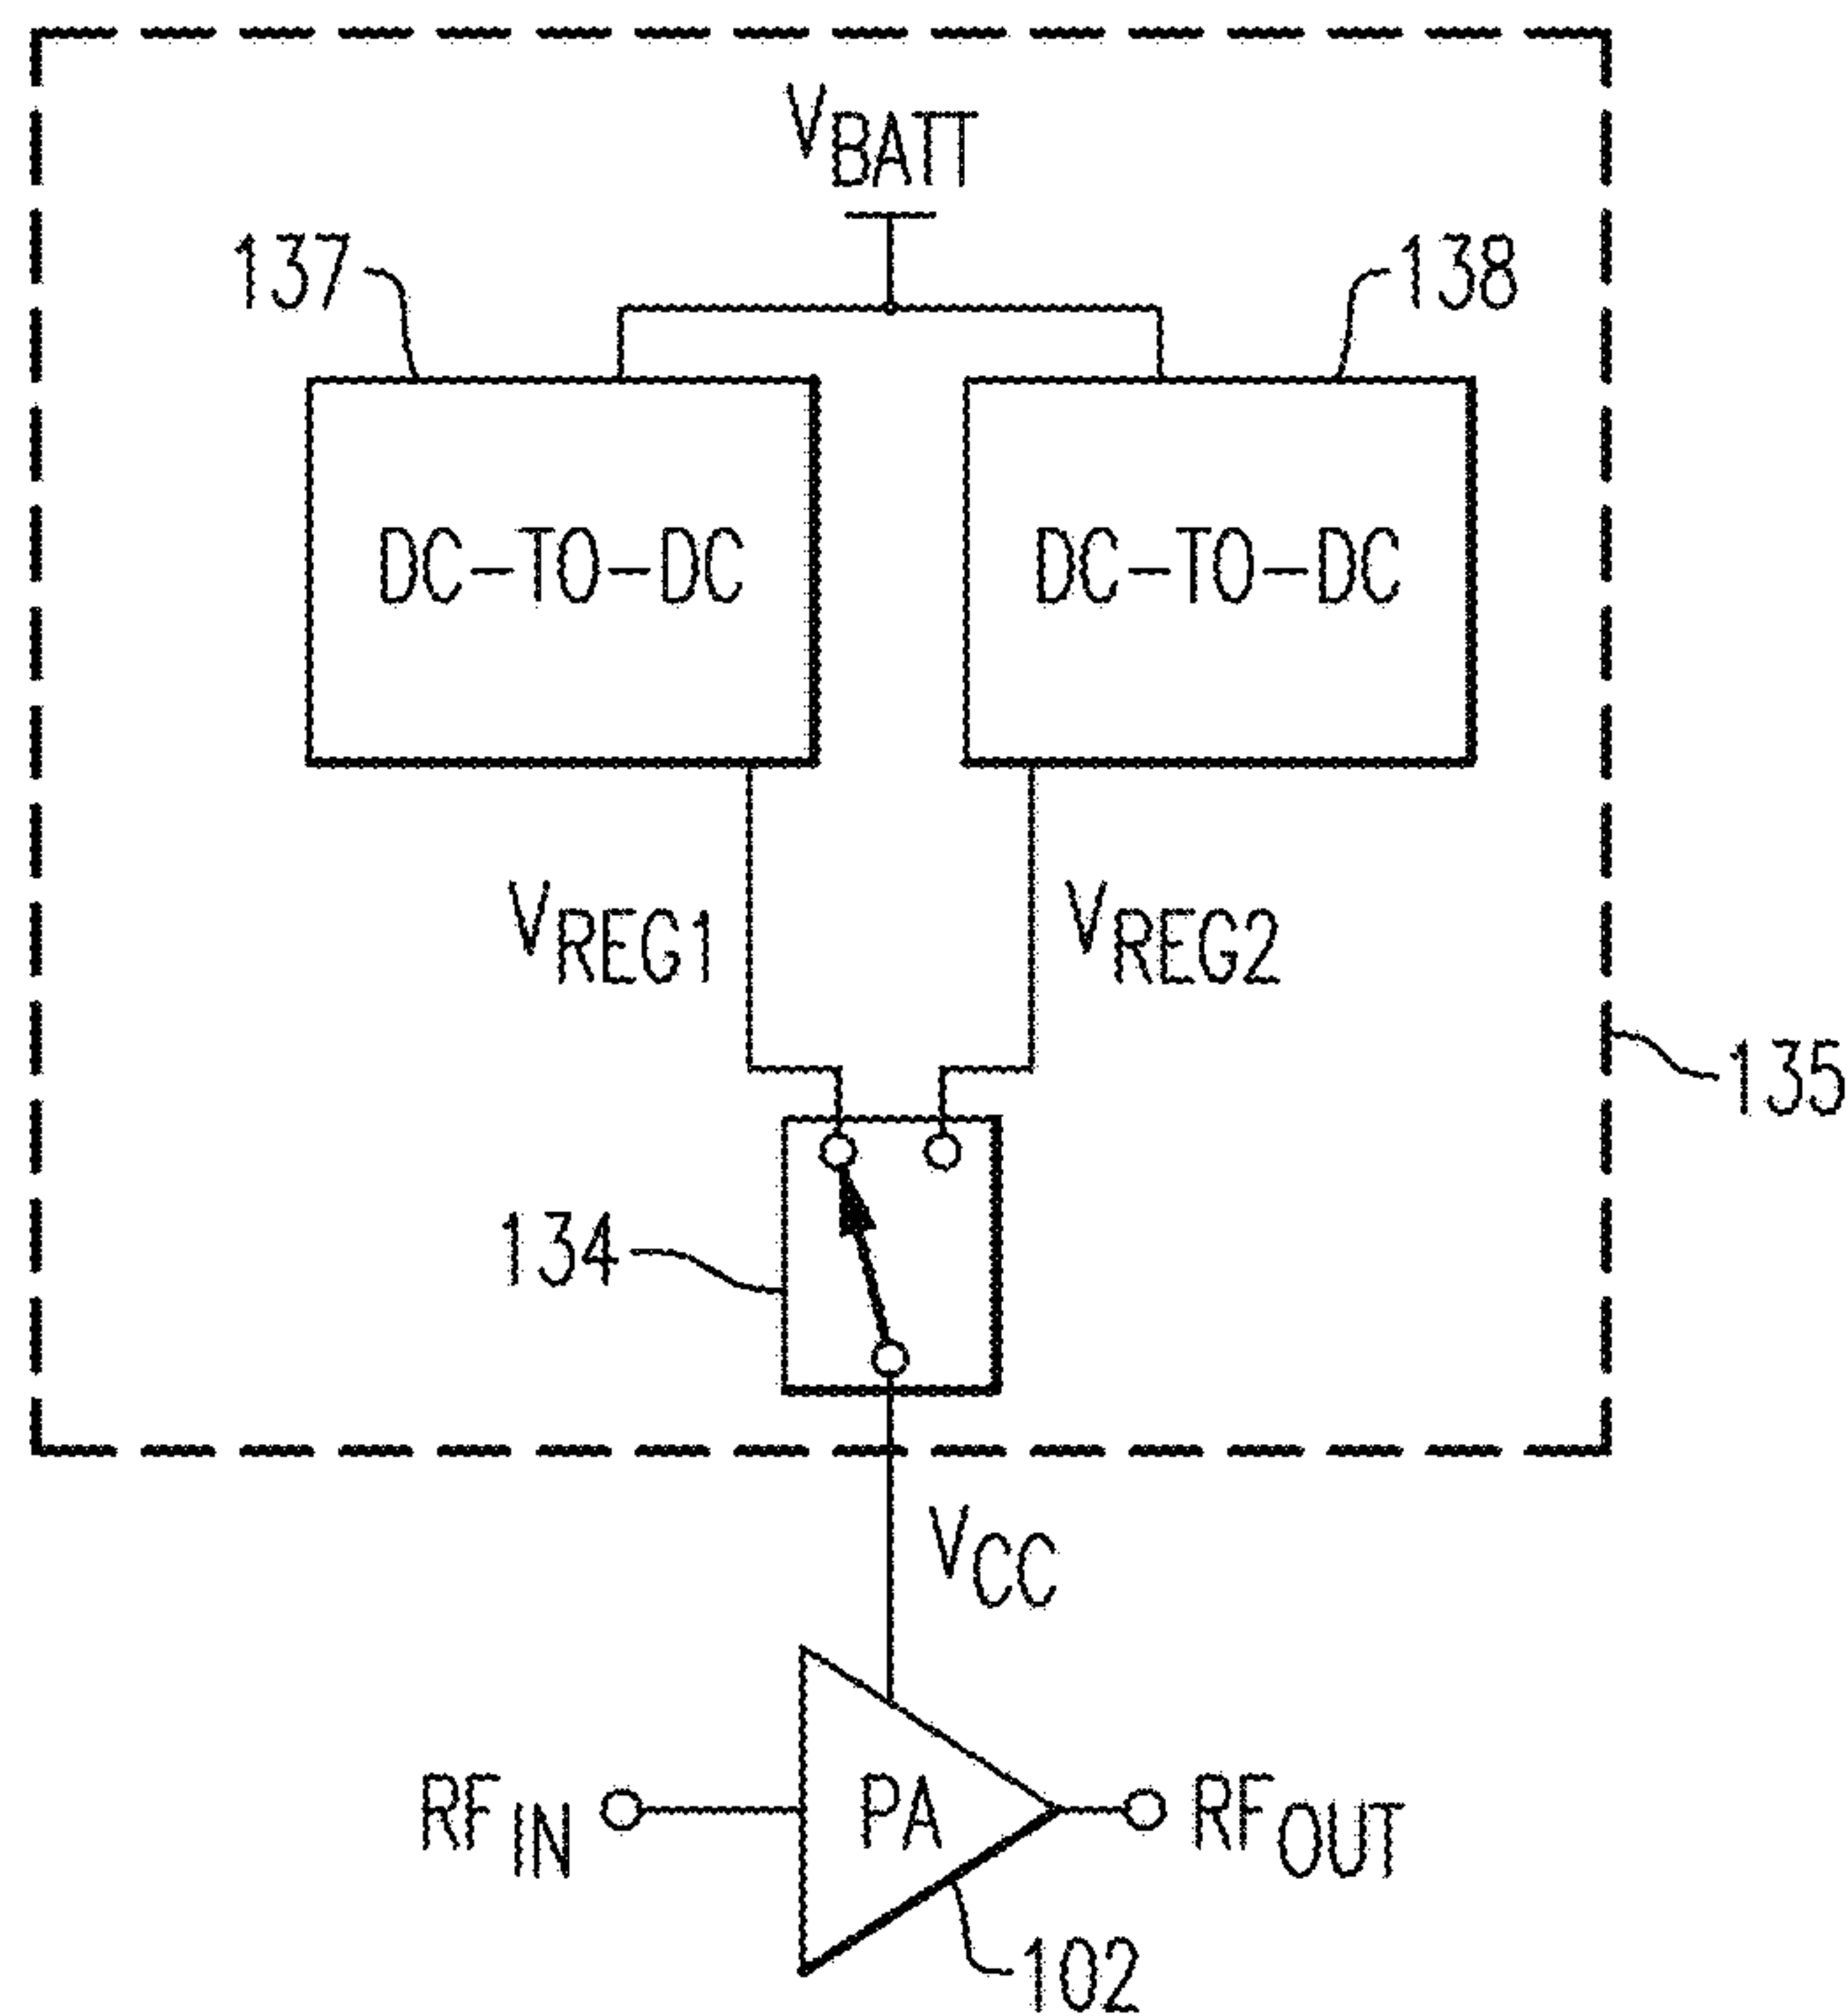 VBATT
137
138
DC-TO-DC
DC-TO-DC
VREG1
VREG2
135
134
VCC
RFIN
PA
RFOUT
102